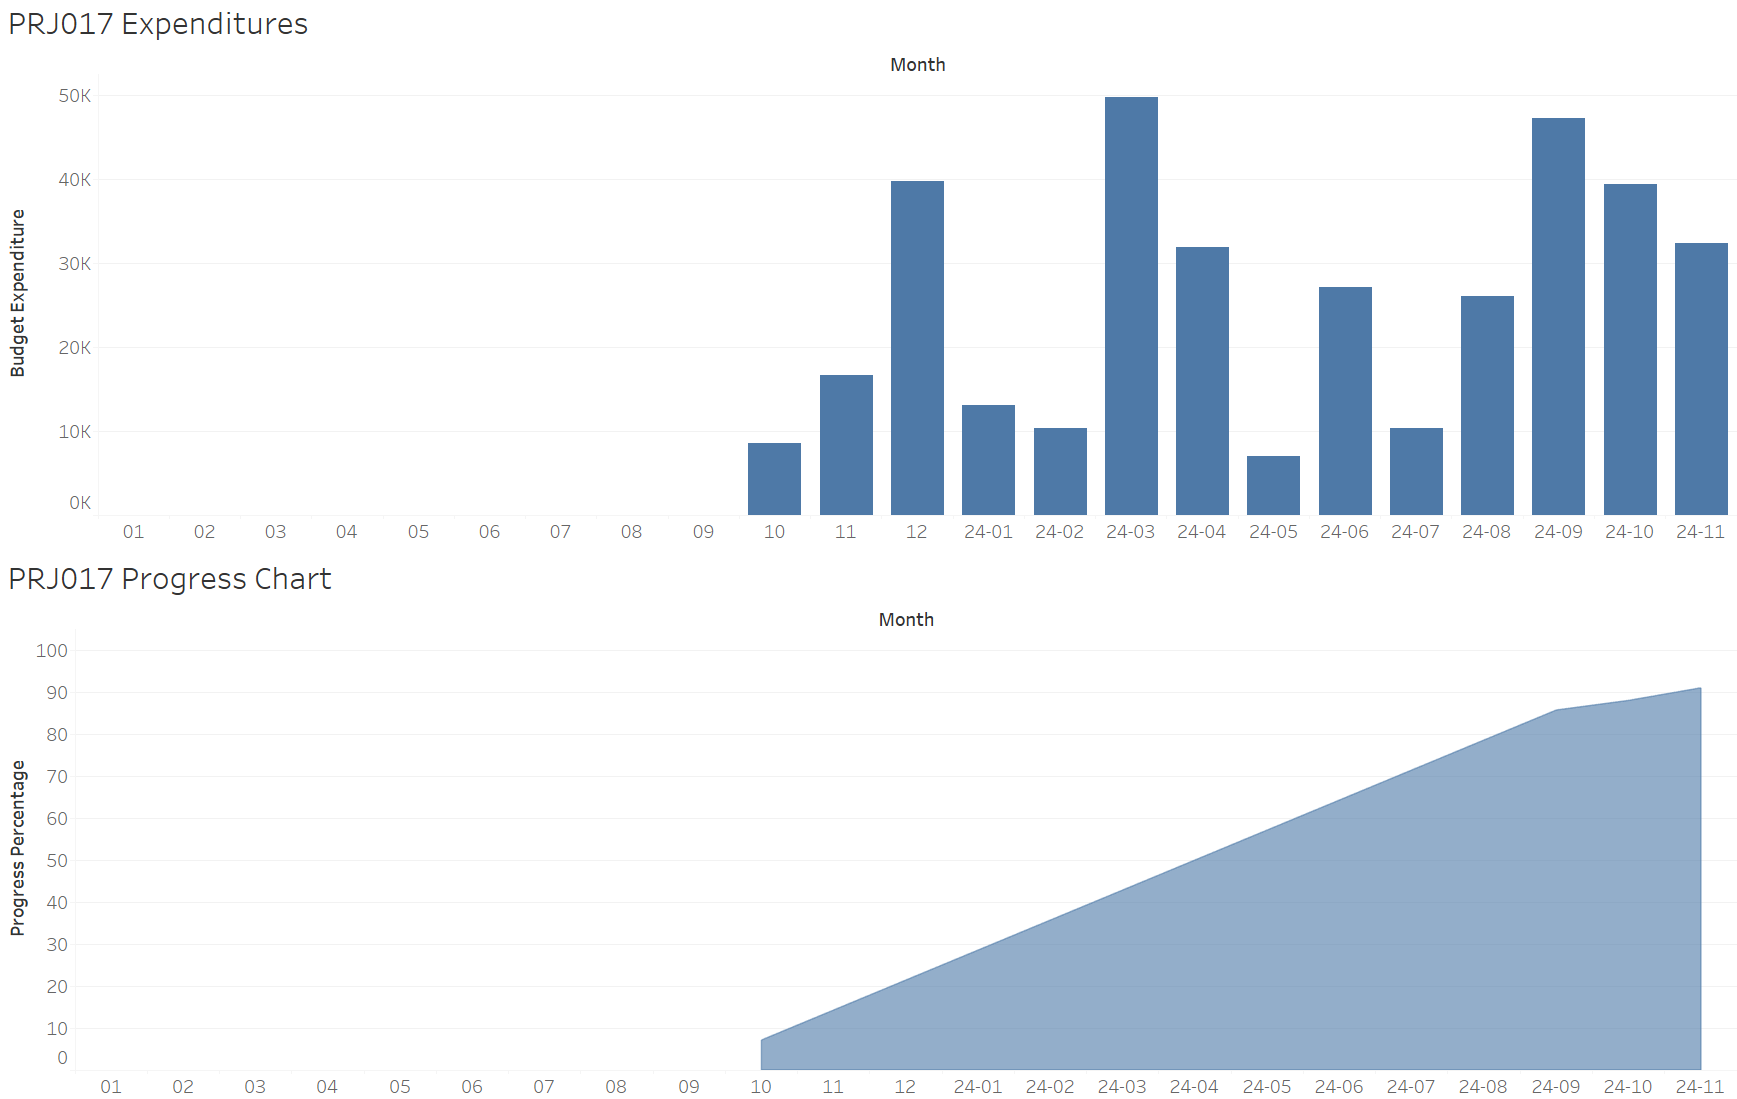 PRJ017 Expenditures
Month
50K
40K
30K
20K
10K
0K
Budget Expenditure
01 02 03 04 05 06 07 08 09 10 11 12 24-01 24-02 24-03 24-04 24-05 24-06 24-07 24-08 24-09 24-10 24-11
PRJ017 Progress Chart
Month
100
90
80
70
60
50
40
30
20
10
0
Progress Percentage
01 02 03 04 05 06 07 08 09 10 11 12 24-01 24-02 24-03 24-04 24-05 24-06 24-07 24-08 24-09 24-10 24-11